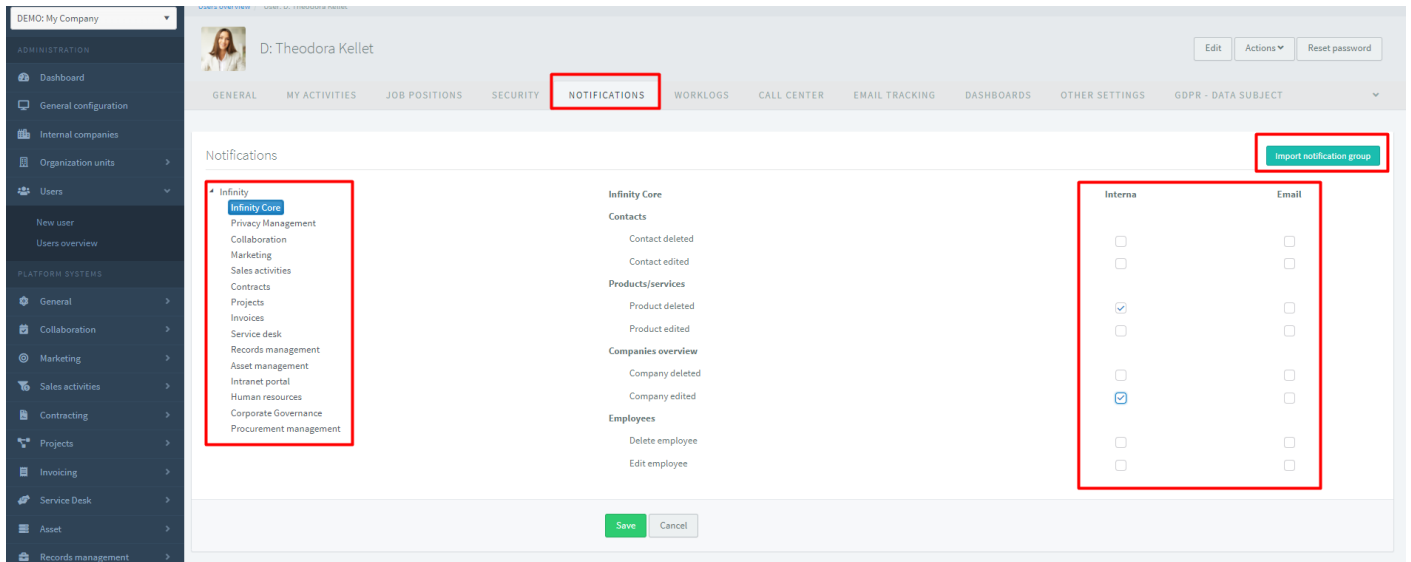 DEMO: My Company
Users overview User: D: Theodora Kellet
ADMINISTRATION
Dashboard
General configuration
Internal companies
Organization units
Users
New user
Users overview
PLATFORM SYSTEMS
General
Collaboration
Marketing
Sales activities
Contracting
Projects
Invoicing
Service Desk
Asset
Records management
D: Theodora Kellet
Edit Actions Reset password
GENERAL MY ACTIVITIES JOB POSITIONS SECURITY NOTIFICATIONS WORKLOGS CALL CENTER EMAIL TRACKING DASHBOARDS OTHER SETTINGS GDPR - DATA SUBJECT
Notifications
Import notification group
Infinity
Infinity Core
Privacy Management
Collaboration
Marketing
Sales activities
Contracts
Projects
Invoices
Service desk
Records management
Asset management
Intranet portal
Human resources
Corporate Governance
Procurement management
Infinity Core Interna Email
Contacts
Contact deleted
Contact edited
Products/services
Product deleted
Product edited
Companies overview
Company deleted
Company edited
Employees
Delete employee
Edit employee
Save Cancel